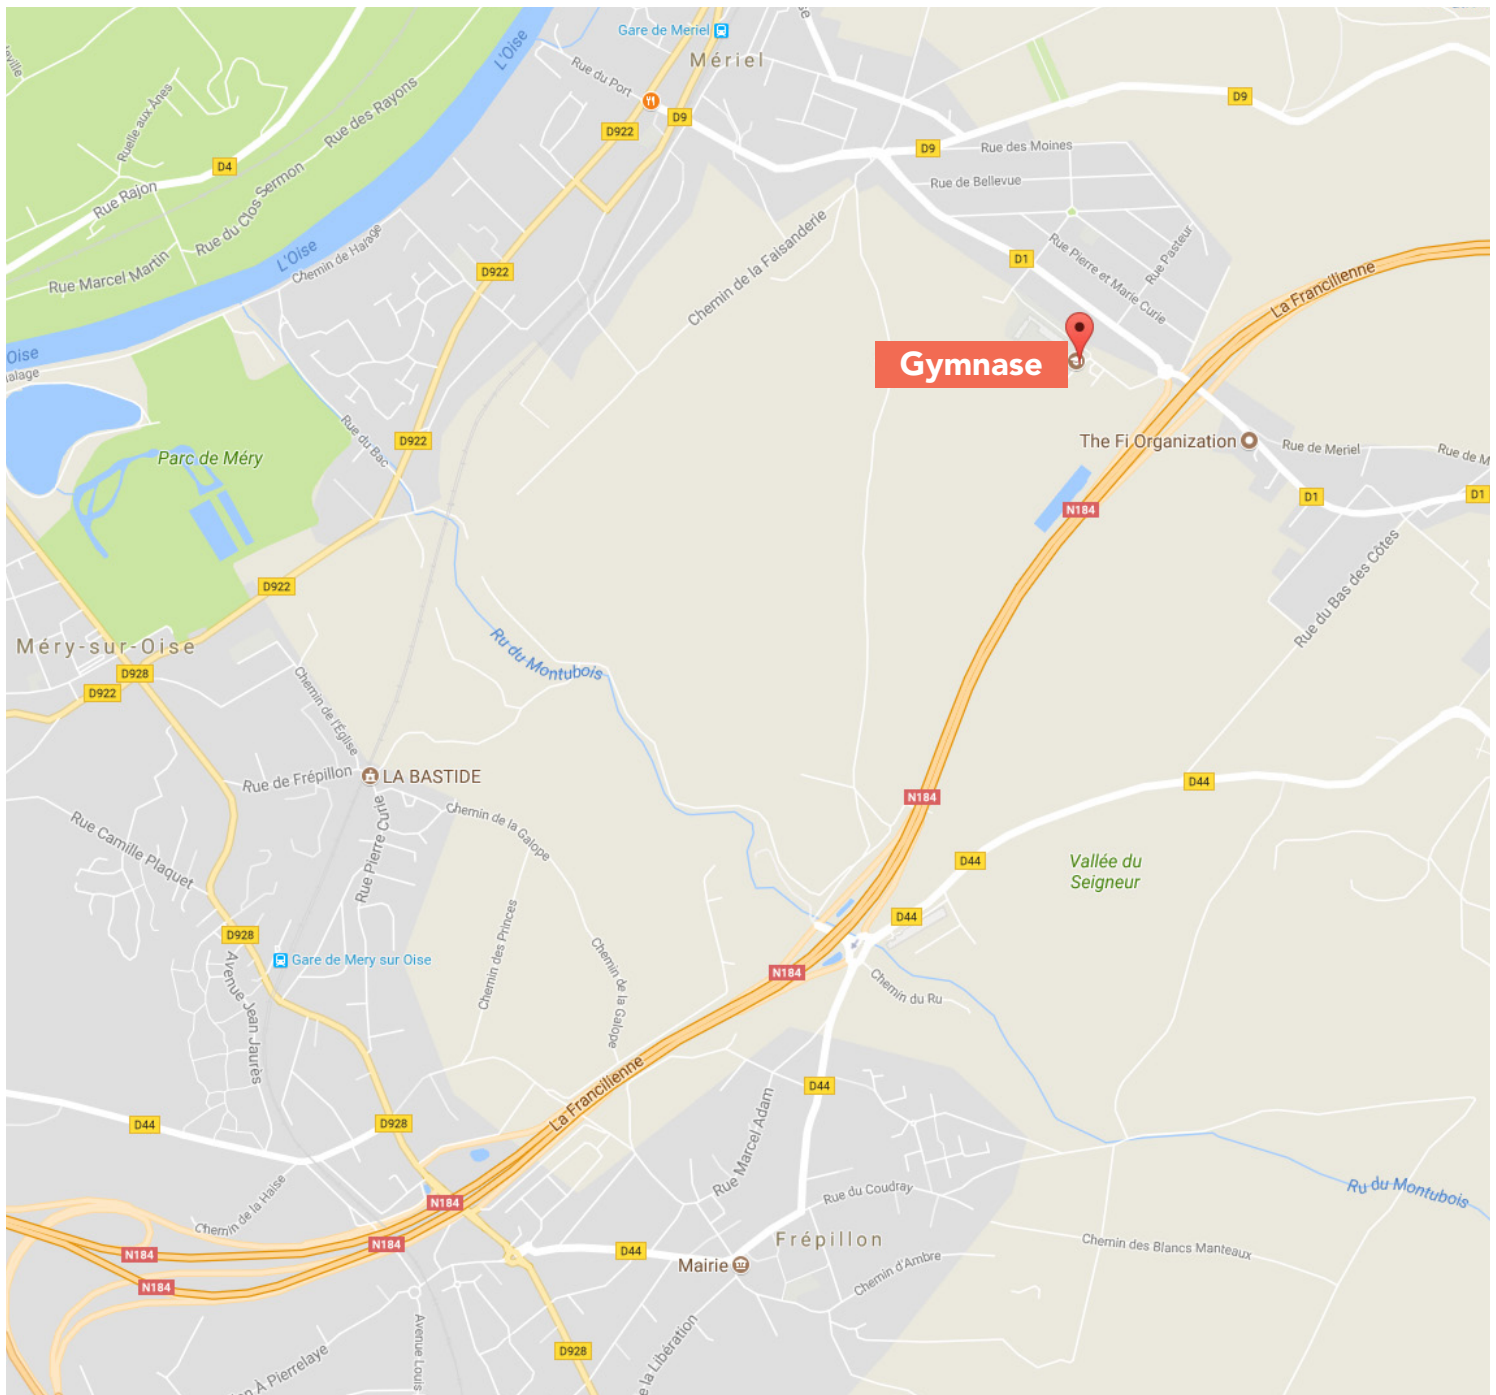 Gare de Meriel
Mériel
L'Oise
Rue du Port
D922
D9
D9
D9
Rue des Moines
Rue de Bellevue
Ruelle aux Ânes
Rue des Rayons
D4
Rue Rajon
Rue du Clos Sermon
Rue Marcel Martin
L'Oise
Chemin de Halage
D922
Chemin de la Faisanderie
D1
Rue Pierre et Marie Curie
Rue Pasteur
La Francilienne
Gymnase
Oise
D922
Rue du Bac
Parc de Méry
The Fi Organization
Rue de Meriel
Rue de M
D1
D1
N184
Rue du Bas des Côtes
D922
Méry-sur-Oise
D928
D922
Ru du Montubois
Chemin de l'Église
Rue de Frépillon
LA BASTIDE
Rue Camille Plaquet
Rue Pierre Curie
Chemin de la Galope
N184
D44
D44
Vallée du
Seigneur
D44
D928
Gare de Mery sur Oise
Avenue Jean Jaurès
Chemin des Princes
Chemin de la Galope
N184
Chemin du Ru
La Francilienne
D44
D44
D928
Rue Marcel Adam
Rue du Coudray
Ru du Montubois
Chemin de la Haise
N184
N184
N184
N184
D44
Mairie
Frépillon
Chemin d'Ambre
Chemin des Blancs Manteaux
D928
Avenue Louis
À Pierrelaye
e la Libération